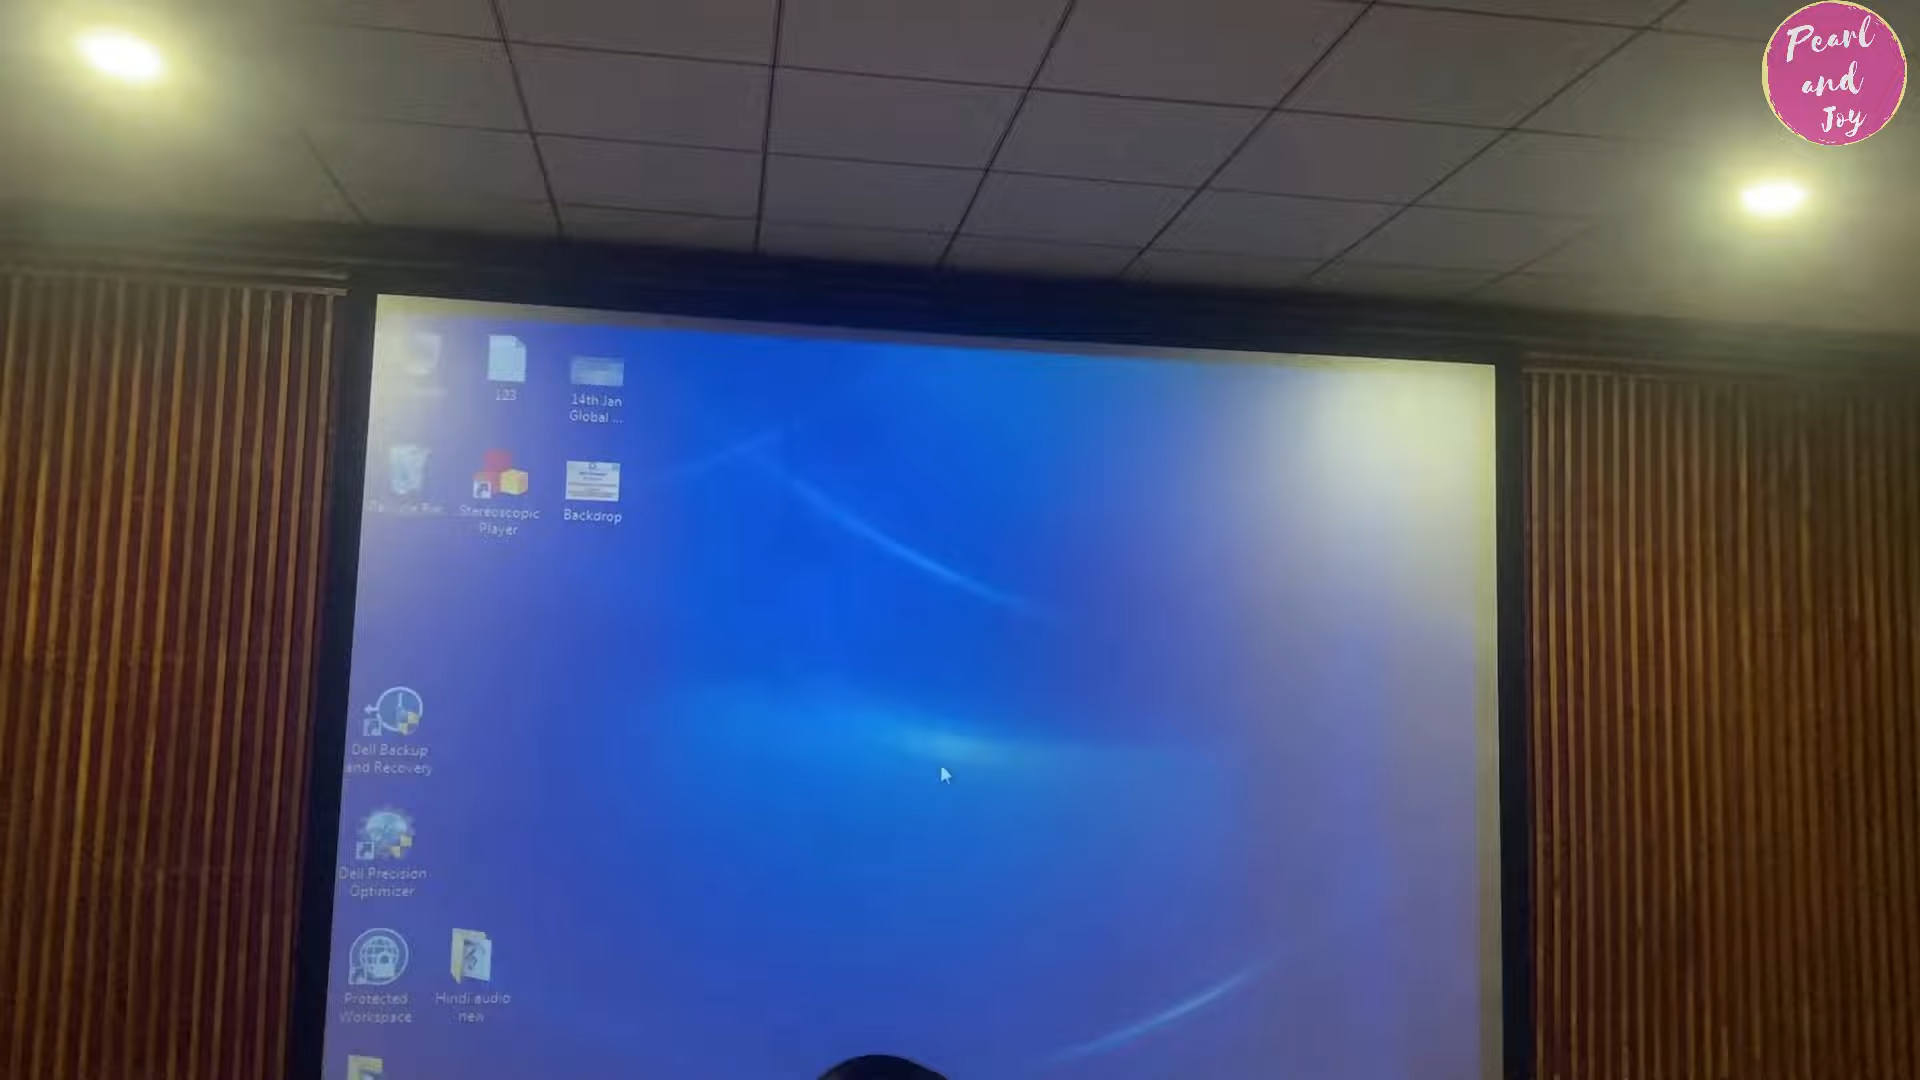 Pearl
and
Joy
123
14th Jan
Global ...
Stereoscopic
Player
Backdrop
Dell Backup
and Recovery
Dell Precision
Optimizer
Protected
Workspace
Hindi audio
new